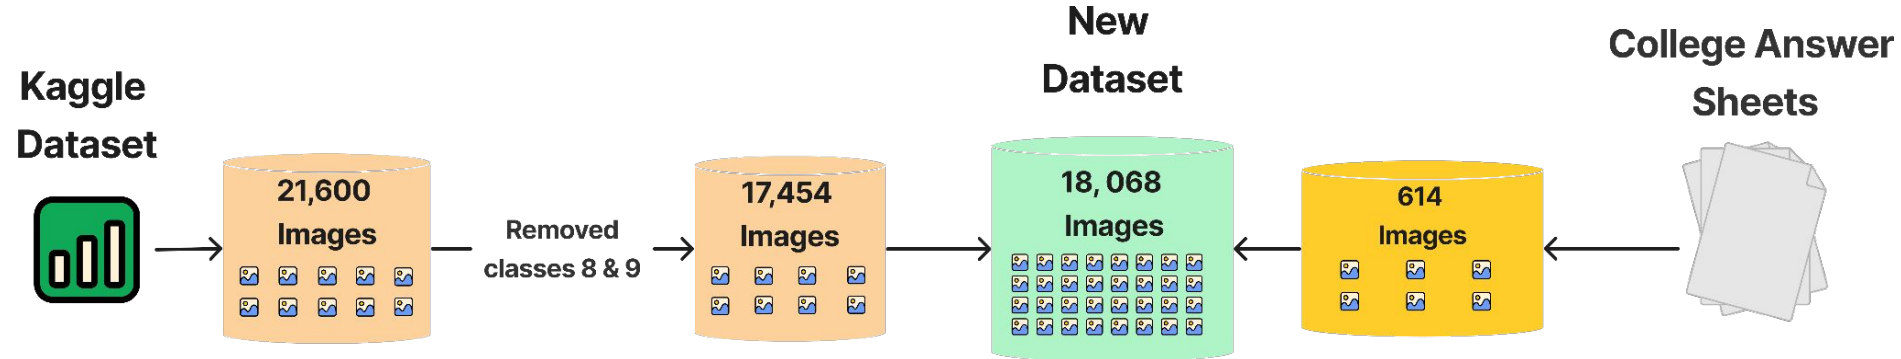 Kaggle
Dataset
21,600
Images
Removed
classes 8 & 9
17,454
Images
New
Dataset
18, 068
Images
614
Images
College Answer
Sheets